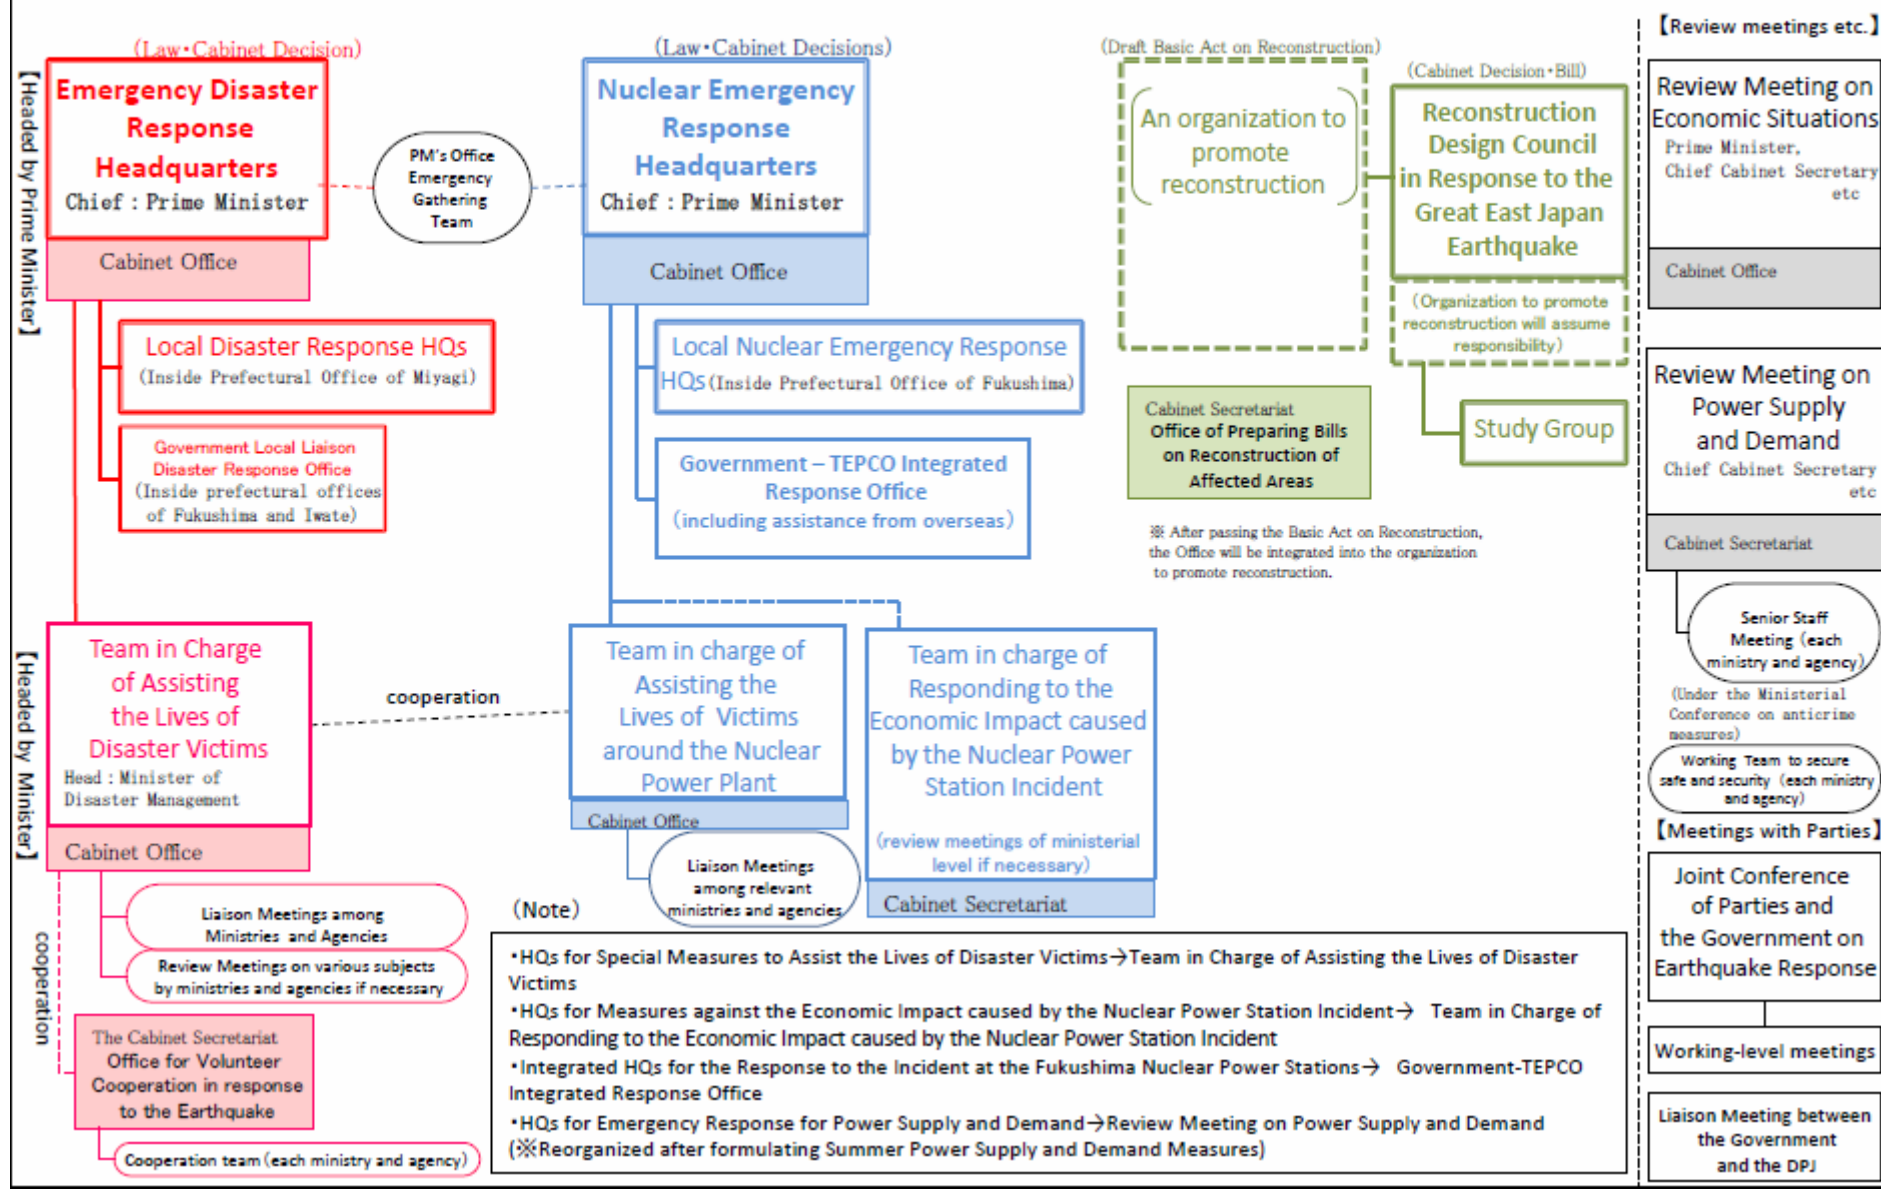 【Headed by Prime Minister】
(Law・Cabinet Decision)
Emergency Disaster
Response
Headquarters
Chief : Prime Minister
Cabinet Office
PM's Office
Emergency
Gathering
Team
(Law・Cabinet Decisions)
Nuclear Emergency
Response
Headquarters
Chief : Prime Minister
Cabinet Office
Local Disaster Response HQs
(Inside Prefectural Office of Miyagi)
Government Local Liaison
Disaster Response Office
(Inside prefectural offices
of Fukushima and Iwate)
Local Nuclear Emergency Response
HQs (Inside Prefectural Office of Fukushima)
Government – TEPCO Integrated
Response Office
(including assistance from overseas)
(Draft Basic Act on Reconstruction)
An organization to
promote
reconstruction
(Cabinet Decision・Bill)
Reconstruction
Design Council
in Response to the
Great East Japan
Earthquake
(Organization to promote
reconstruction will assume
responsibility)
Study Group
Cabinet Secretariat
Office of Preparing Bills
on Reconstruction of
Affected Areas
※ After passing the Basic Act on Reconstruction,
the Office will be integrated into the organization
to promote reconstruction.
【Headed by Minister】
Team in Charge
of Assisting
the Lives of
Disaster Victims
Head : Minister of
Disaster Management
Cabinet Office
cooperation
Team in charge of
Assisting the
Lives of Victims
around the Nuclear
Power Plant
Cabinet Office
Liaison Meetings
among relevant
ministries and agencies
Team in charge of
Responding to the
Economic Impact caused
by the Nuclear Power
Station Incident
(review meetings of ministerial
level if necessary)
Cabinet Secretariat
Liaison Meetings among
Ministries and Agencies
Review Meetings on various subjects
by ministries and agencies if necessary
cooperation
The Cabinet Secretariat
Office for Volunteer
Cooperation in response
to the Earthquake
Cooperation team (each ministry and agency)
(Note)
・HQs for Special Measures to Assist the Lives of Disaster Victims→Team in Charge of Assisting the Lives of Disaster
Victims
・HQs for Measures against the Economic Impact caused by the Nuclear Power Station Incident→ Team in Charge of
Responding to the Economic Impact caused by the Nuclear Power Station Incident
・Integrated HQs for the Response to the Incident at the Fukushima Nuclear Power Stations→ Government-TEPCO
Integrated Response Office
・HQs for Emergency Response for Power Supply and Demand→Review Meeting on Power Supply and Demand
(※Reorganized after formulating Summer Power Supply and Demand Measures)
【Review meetings etc.】
Review Meeting on
Economic Situations
Prime Minister,
Chief Cabinet Secretary
etc
Cabinet Office
Review Meeting on
Power Supply
and Demand
Chief Cabinet Secretary
etc
Cabinet Secretariat
Senior Staff
Meeting (each
ministry and agency)
(Under the Ministerial
Conference on anticrime
measures)
Working Team to secure
safe and security (each ministry
and agency)
【Meetings with Parties】
Joint Conference
of Parties and
the Government on
Earthquake Response
Working-level meetings
Liaison Meeting between
the Government
and the DPJ